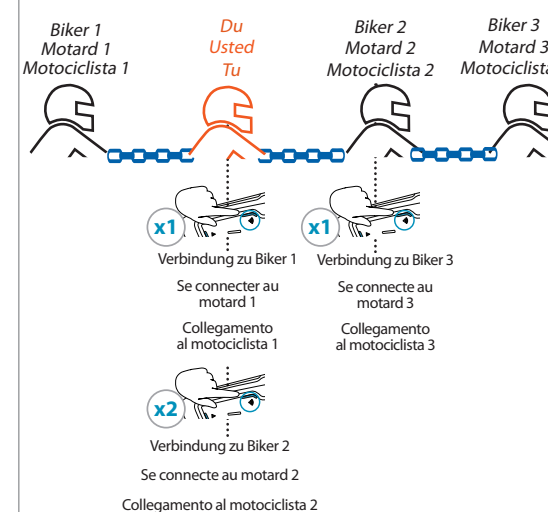 Biker 1
Motard 1
Motociclista 1
Du
Usted
Tu
Biker 2
Motard 2
Motociclista 2
Biker 3
Motard 3
Motociclista
x1
Verbindung zu Biker 1
Se connecter au
motard 1
Collegamento
al motociclista 1
x1
Verbindung zu Biker 3
Se connecte au
motard 3
Collegamento
al motociclista 3
x2
Verbindung zu Biker 2
Se connecte au motard 2
Collegamento al motociclista 2